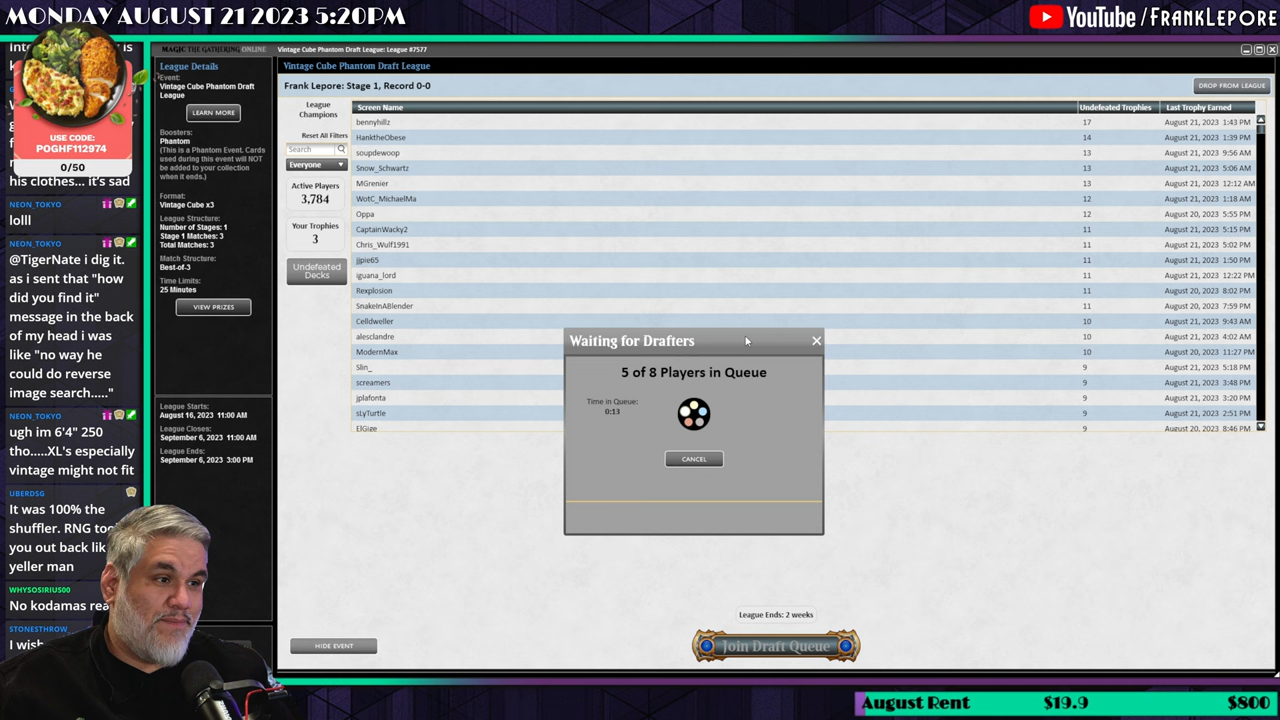 MONDAY AUGUST 21 2023 5:20PM
YouTube /FRANKLEPORE
USE CODE:
POGHF112974
0/50
his clothes... it's sad
NEON_TOKYO
lolll
NEON_TOKYO
@TigerNate i dig it.
as i sent that "how
did you find it"
message in the back
of my head i was
like "no way he
could do reverse
image search....."
NEON_TOKYO
ugh im 6'4" 250
tho.....XL's especially
vintage might not fit
UBERDSG
It was 100% the
shuffler. RNG
you out back
yeller man
WHYSOSIRIUS00
No kodamas
STONESTHROW
I wish
MAGIC THE GATHERING ONLINE
Vintage Cube Phantom Draft League: League #7577
League Details
Event:
Vintage Cube Phantom Draft
League
LEARN MORE
Boosters:
Phantom
(This is a Phantom Event. Cards
used during this event will NOT
be added to your collection
when it ends.)
Format:
Vintage Cube x3
League Structure:
Number of Stages: 1
Stage 1 Matches: 3
Total Matches: 3
Match Structure:
Best-of-3
Time Limits:
25 Minutes
VIEW PRIZES
League Starts:
August 16, 2023 11:00 AM
League Closes:
September 6, 2023 11:00 AM
League Ends:
September 6, 2023 3:00 PM
Vintage Cube Phantom Draft League
Frank Lepore: Stage 1, Record 0-0
DROP FROM LEAGUE
League
Champions
Reset All Filters
Search
Everyone
Active Players
3,784
Your Trophies
3
Undefeated
Decks
Screen Name Undefeated Trophies Last Trophy Earned
bennyhillz 17 August 21, 2023 1:43 PM
HanktheObese 14 August 21, 2023 1:39 PM
soupdewoop 13 August 21, 2023 9:56 AM
Snow_Schwartz 13 August 21, 2023 5:06 AM
MGrenier 13 August 21, 2023 12:12 AM
WotC_MichaelMa 12 August 21, 2023 1:18 AM
Oppa 12 August 20, 2023 5:55 PM
CaptainWacky2 11 August 21, 2023 5:15 PM
Chris_Wulf1991 11 August 21, 2023 5:02 PM
jjpie65 11 August 21, 2023 1:50 PM
iguana_lord 11 August 21, 2023 12:22 PM
Rexplosion 11 August 20, 2023 8:02 PM
SnakeInABlender 11 August 20, 2023 7:59 PM
Celldweller 10 August 21, 2023 9:43 AM
alesclandre 10 August 21, 2023 4:02 AM
ModernMax 10 August 20, 2023 11:27 PM
Slin_ 9 August 21, 2023 5:18 PM
screamers 9 August 21, 2023 3:48 PM
jplafonta 9 August 21, 2023 3:20 PM
sLyTurtle 9 August 21, 2023 2:51 PM
ElGige 9 August 20, 2023 8:46 PM
Waiting for Drafters
5 of 8 Players in Queue
Time in Queue:
0:13
CANCEL
League Ends: 2 weeks
HIDE EVENT
Join Draft Queue
August Rent $19.9 $800